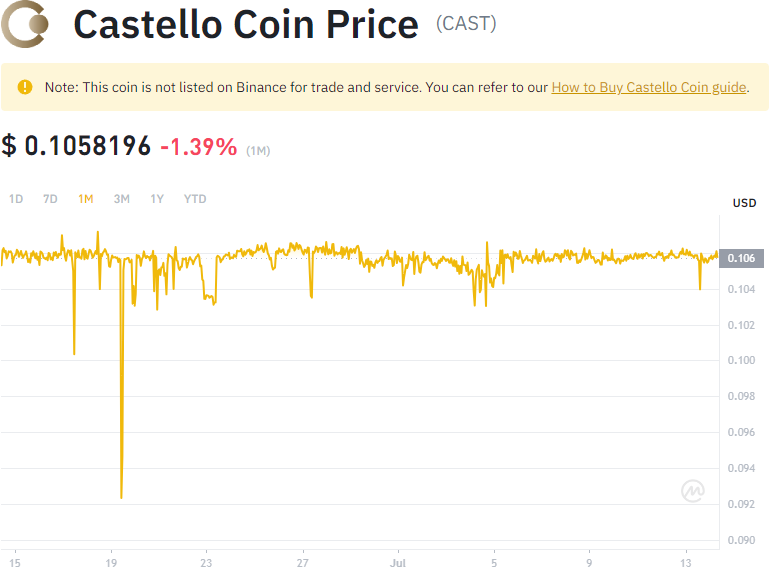 Castello Coin Price (CAST)
! Note: This coin is not listed on Binance for trade and service. You can refer to our How to Buy Castello Coin guide.
$ 0.1058196 -1.39% (1M)
1D 7D 1M 3M 1Y YTD
USD
0.106
0.104
0.102
0.100
0.098
0.096
0.094
0.092
0.090
15 19 23 27 Jul 5 9 13